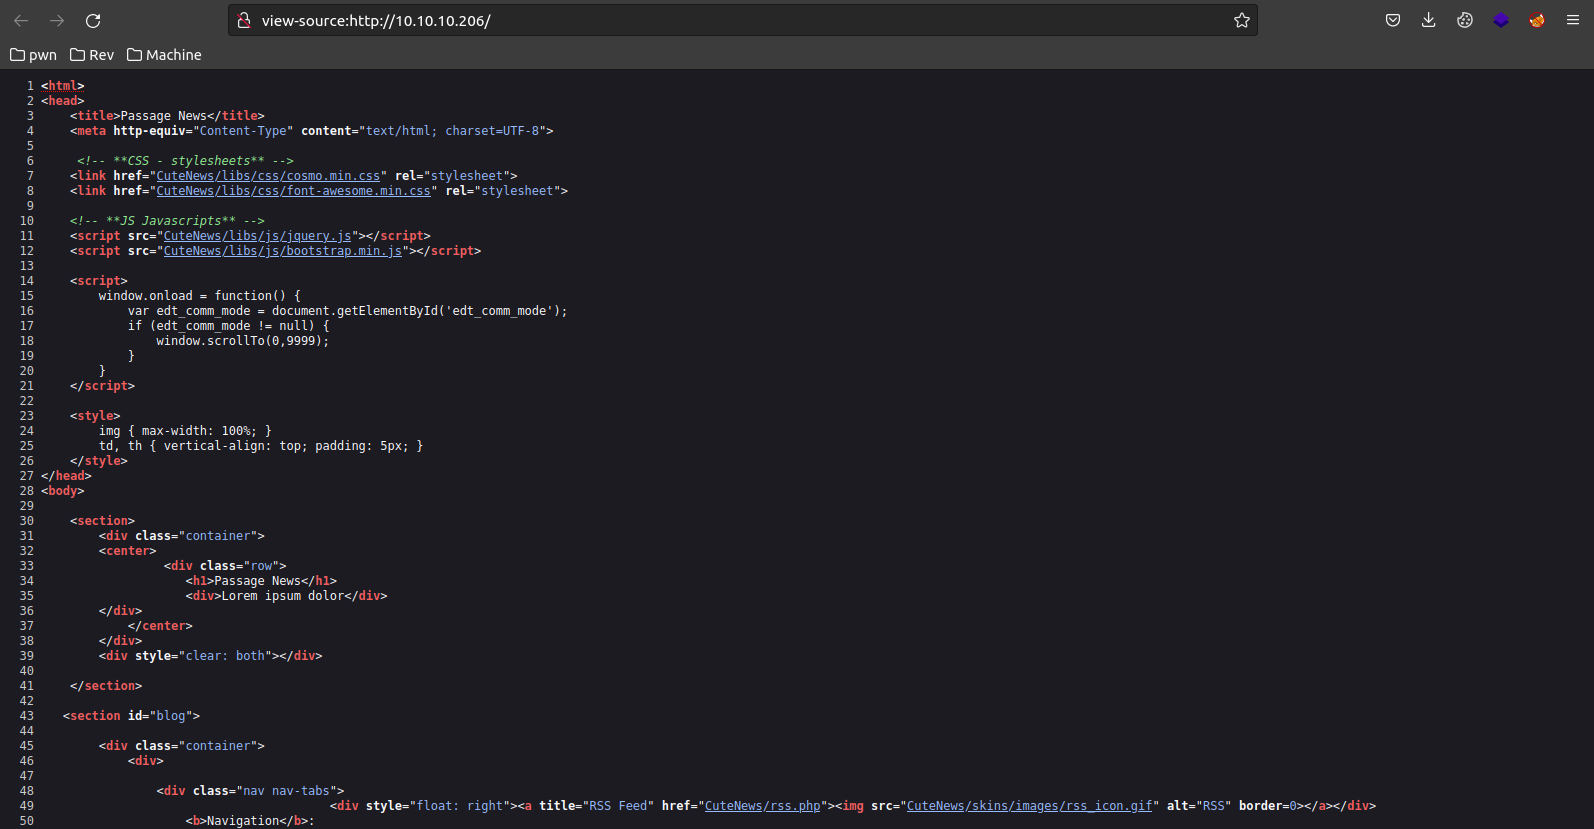 view-source:http://10.10.10.206/
pwn Rev Machine
1 <html>
2 <head>
3 <title>Passage News</title>
4 <meta http-equiv="Content-Type" content="text/html; charset=UTF-8">
5
6 <!-- **CSS - stylesheets** -->
7 <link href="CuteNews/libs/css/cosmo.min.css" rel="stylesheet">
8 <link href="CuteNews/libs/css/font-awesome.min.css" rel="stylesheet">
9
10 <!-- **JS Javascripts** -->
11 <script src="CuteNews/libs/js/jquery.js"></script>
12 <script src="CuteNews/libs/js/bootstrap.min.js"></script>
13
14 <script>
15 window.onload = function() {
16 var edt_comm_mode = document.getElementById('edt_comm_mode');
17 if (edt_comm_mode != null) {
18 window.scrollTo(0,9999);
19 }
20 }
21 </script>
22
23 <style>
24 img { max-width: 100%; }
25 td, th { vertical-align: top; padding: 5px; }
26 </style>
27 </head>
28 <body>
29
30 <section>
31 <div class="container">
32 <center>
33 <div class="row">
34 <h1>Passage News</h1>
35 <div>Lorem ipsum dolor</div>
36 </div>
37 </center>
38 </div>
39 <div style="clear: both"></div>
40
41 </section>
42
43 <section id="blog">
44
45 <div class="container">
46 <div>
47
48 <div class="nav nav-tabs">
49 <div style="float: right"><a title="RSS Feed" href="CuteNews/rss.php"><img src="CuteNews/skins/images/rss_icon.gif" alt="RSS" border=0></a></div>
50 <b>Navigation</b>: